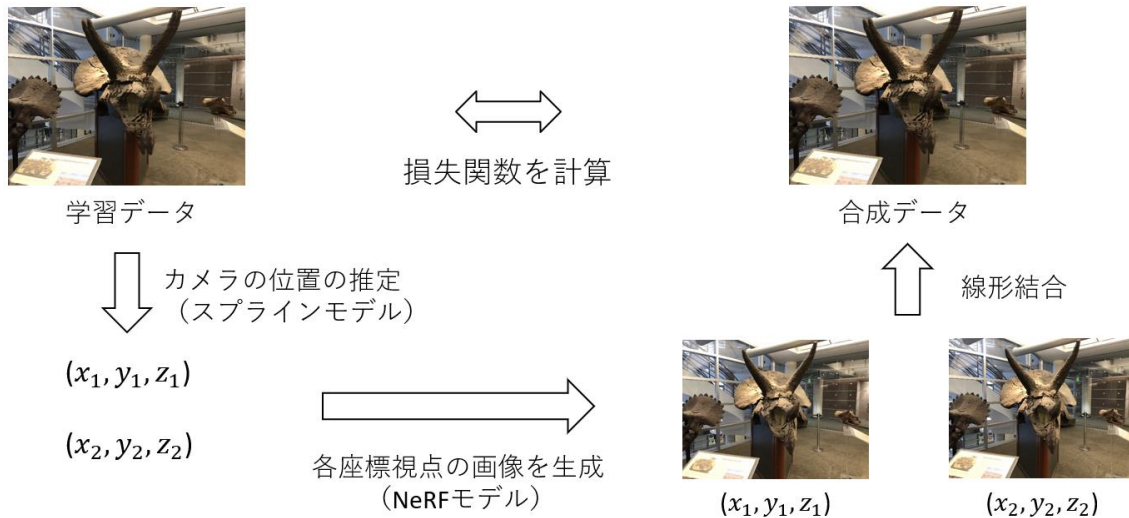 損失関数を計算
学習データ
合成データ
カメラの位置の推定
（スプラインモデル）
線形結合
(x₁, y₁, z₁)
(x₂, y₂, z₂)
各座標視点の画像を生成
（NeRFモデル）
(x₁, y₁, z₁)
(x₂, y₂, z₂)